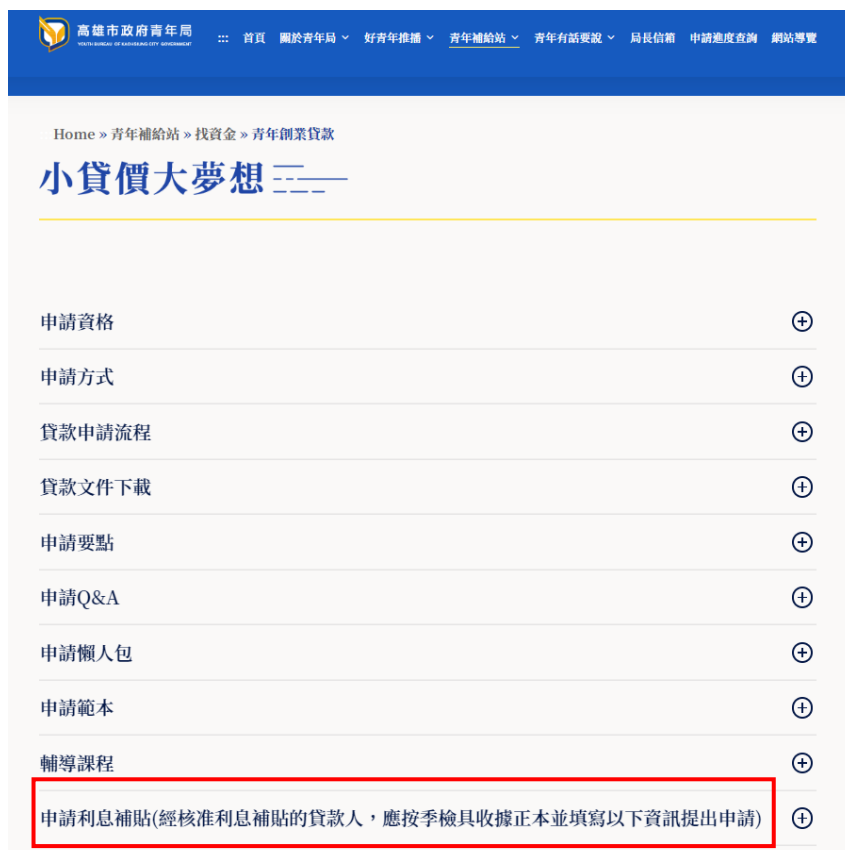 高雄市政府青年局
YOUTH BUREAU OF KAOHSIUNG CITY GOVERNMENT
::: 首頁 關於青年局 好青年推播 青年補給站 青年有話要說 局長信箱 申請進度查詢 網站導覽
Home » 青年補給站 » 找資金 » 青年創業貸款
小貸價大夢想
申請資格
申請方式
貸款申請流程
貸款文件下載
申請要點
申請Q&A
申請懶人包
申請範本
輔導課程
申請利息補貼(經核准利息補貼的貸款人，應按季檢具收據正本並填寫以下資訊提出申請)